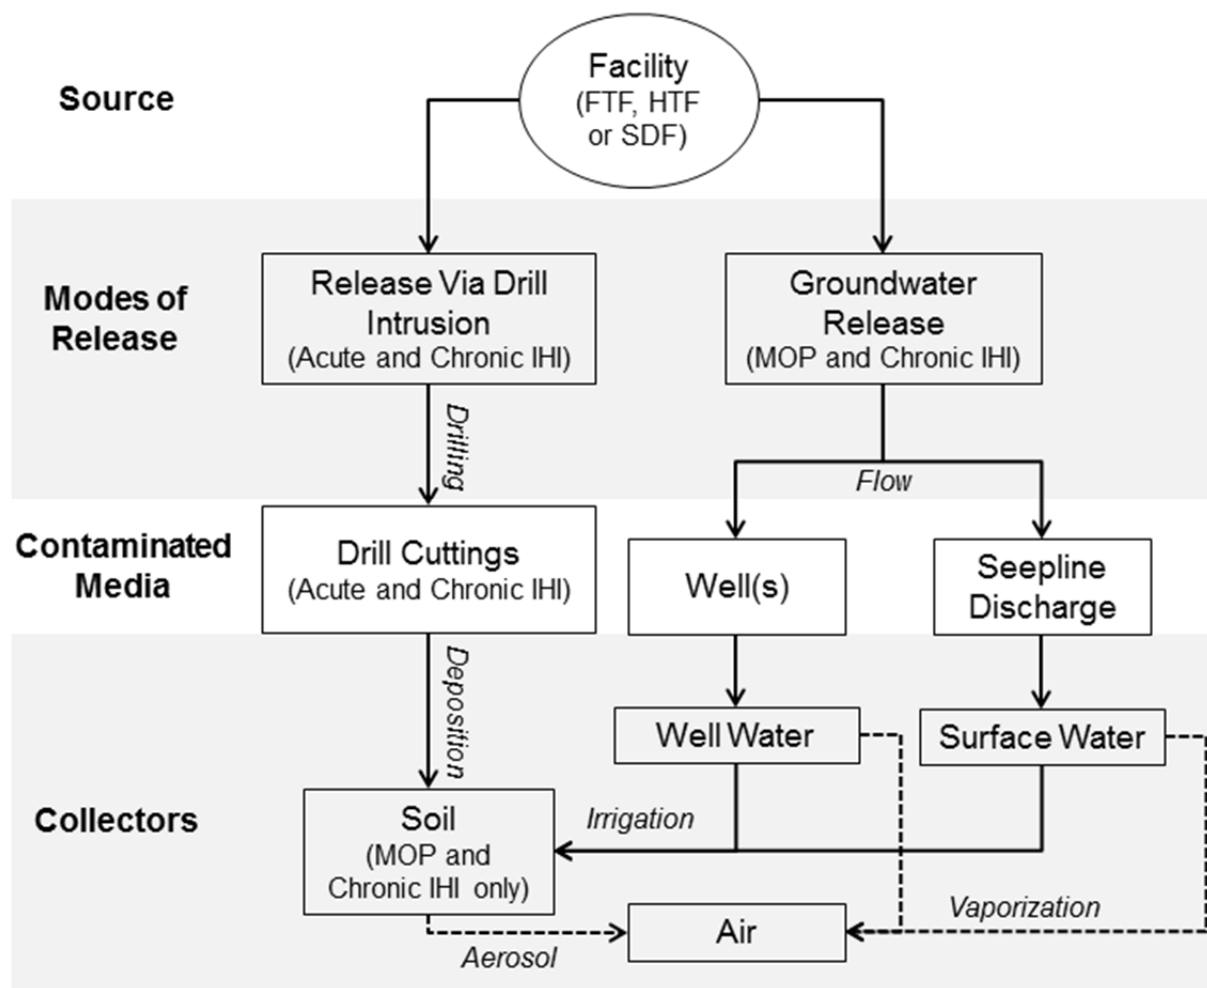 Source
Facility
(FTF, HTF
or SDF)
Modes of
Release
Release Via Drill
Intrusion
(Acute and Chronic IHI)
Groundwater
Release
(MOP and Chronic IHI)
Drilling
Flow
Contaminated
Media
Drill Cuttings
(Acute and Chronic IHI)
Well(s)
Seepline
Discharge
Deposition
Collectors
Well Water
Surface Water
Soil
(MOP and
Chronic IHI only)
Irrigation
Air
Aerosol
Vaporization